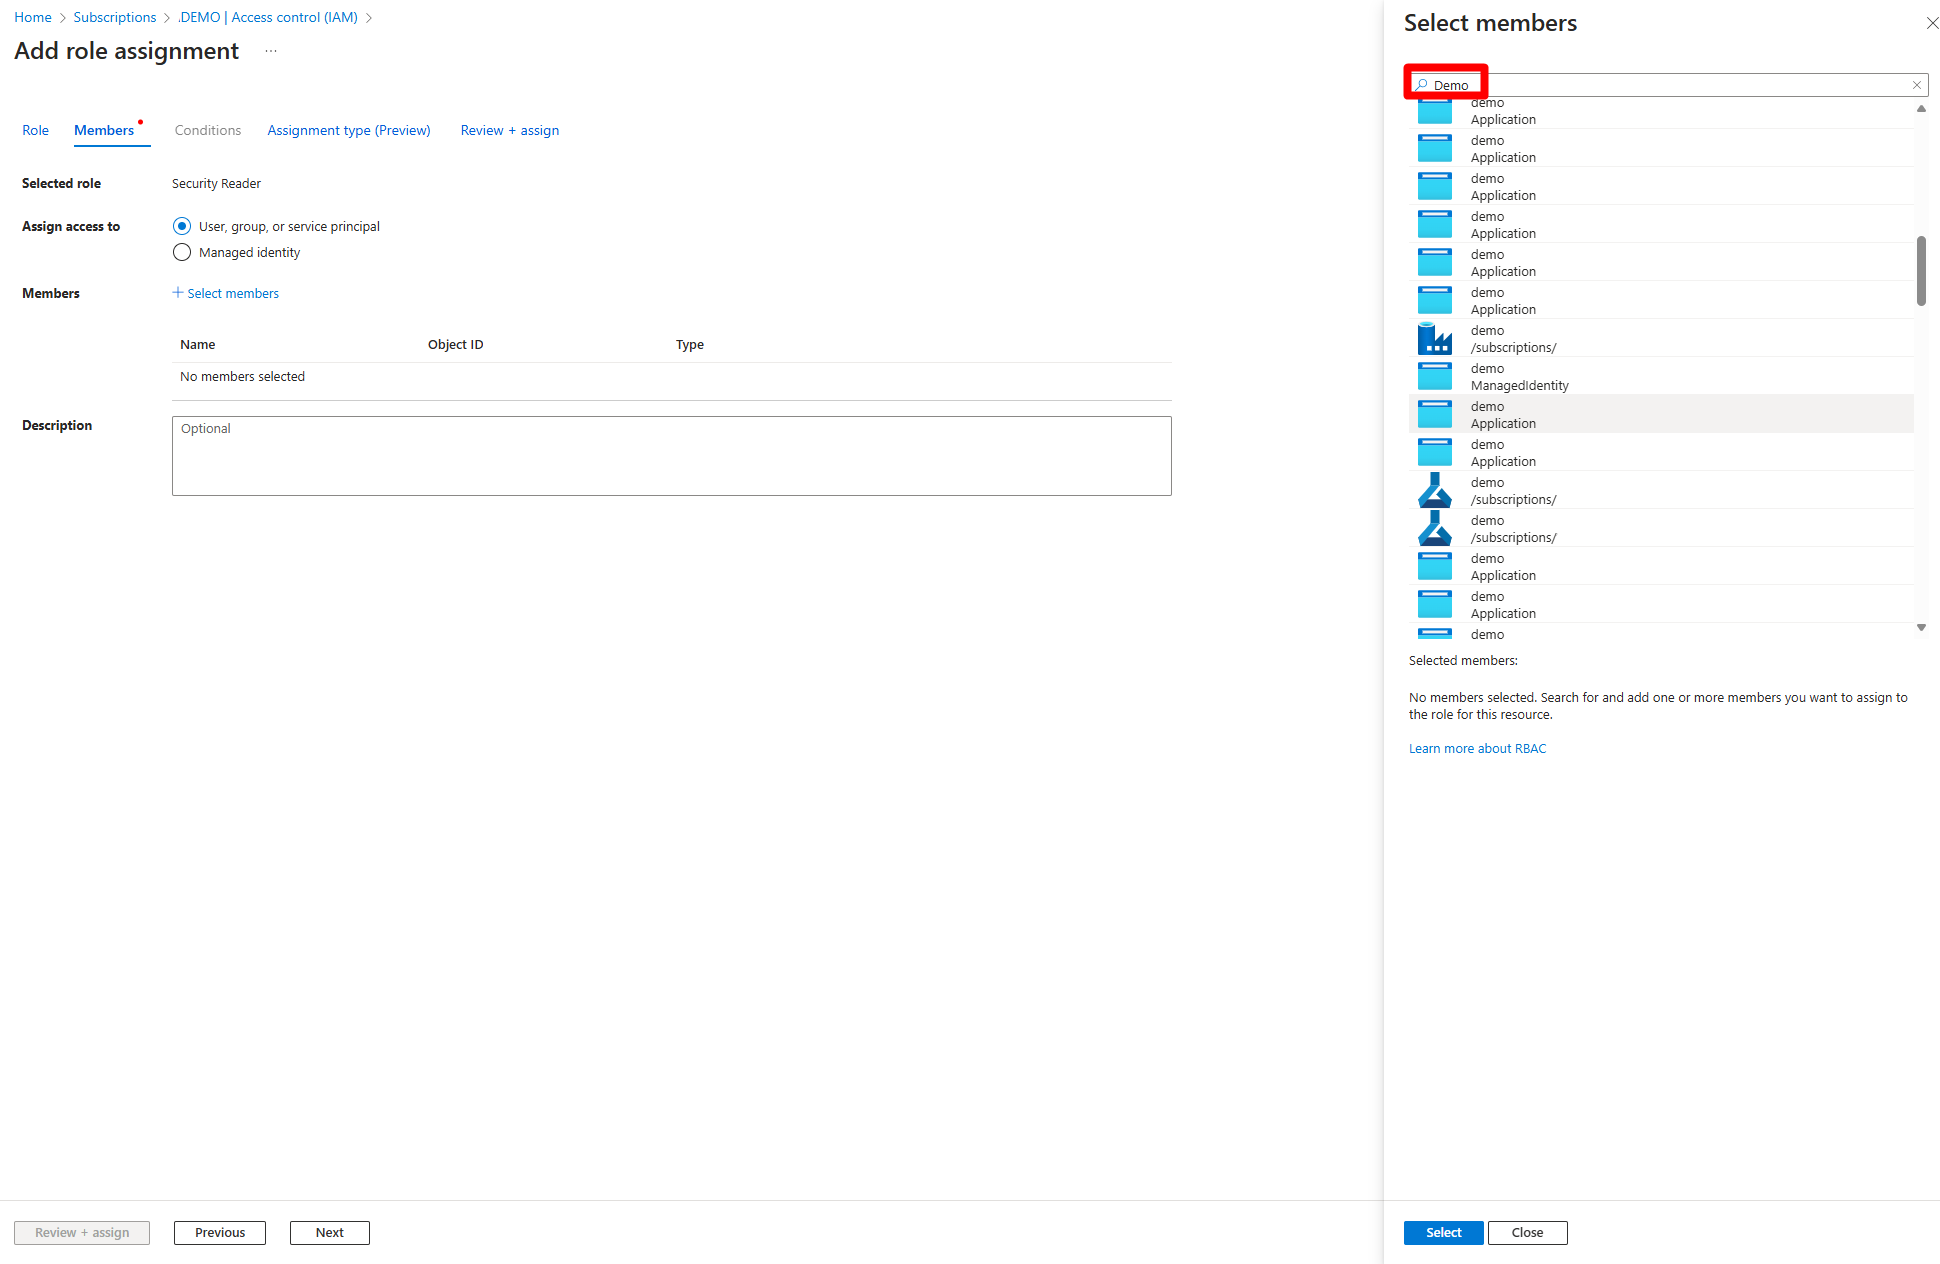 Home > Subscriptions > .DEMO | Access control (IAM) >
Add role assignment ...
Role Members Conditions Assignment type (Preview) Review + assign
Selected role Security Reader
Assign access to User, group, or service principal
Managed identity
Members + Select members
Name Object ID Type
No members selected
Description Optional
Review + assign Previous Next
Select members
Demo
demo
Application
demo
Application
demo
Application
demo
Application
demo
Application
demo
Application
demo
/subscriptions/
demo
ManagedIdentity
demo
Application
demo
Application
demo
/subscriptions/
demo
/subscriptions/
demo
Application
demo
Application
demo
Selected members:
No members selected. Search for and add one or more members you want to assign to
the role for this resource.
Learn more about RBAC
Select Close